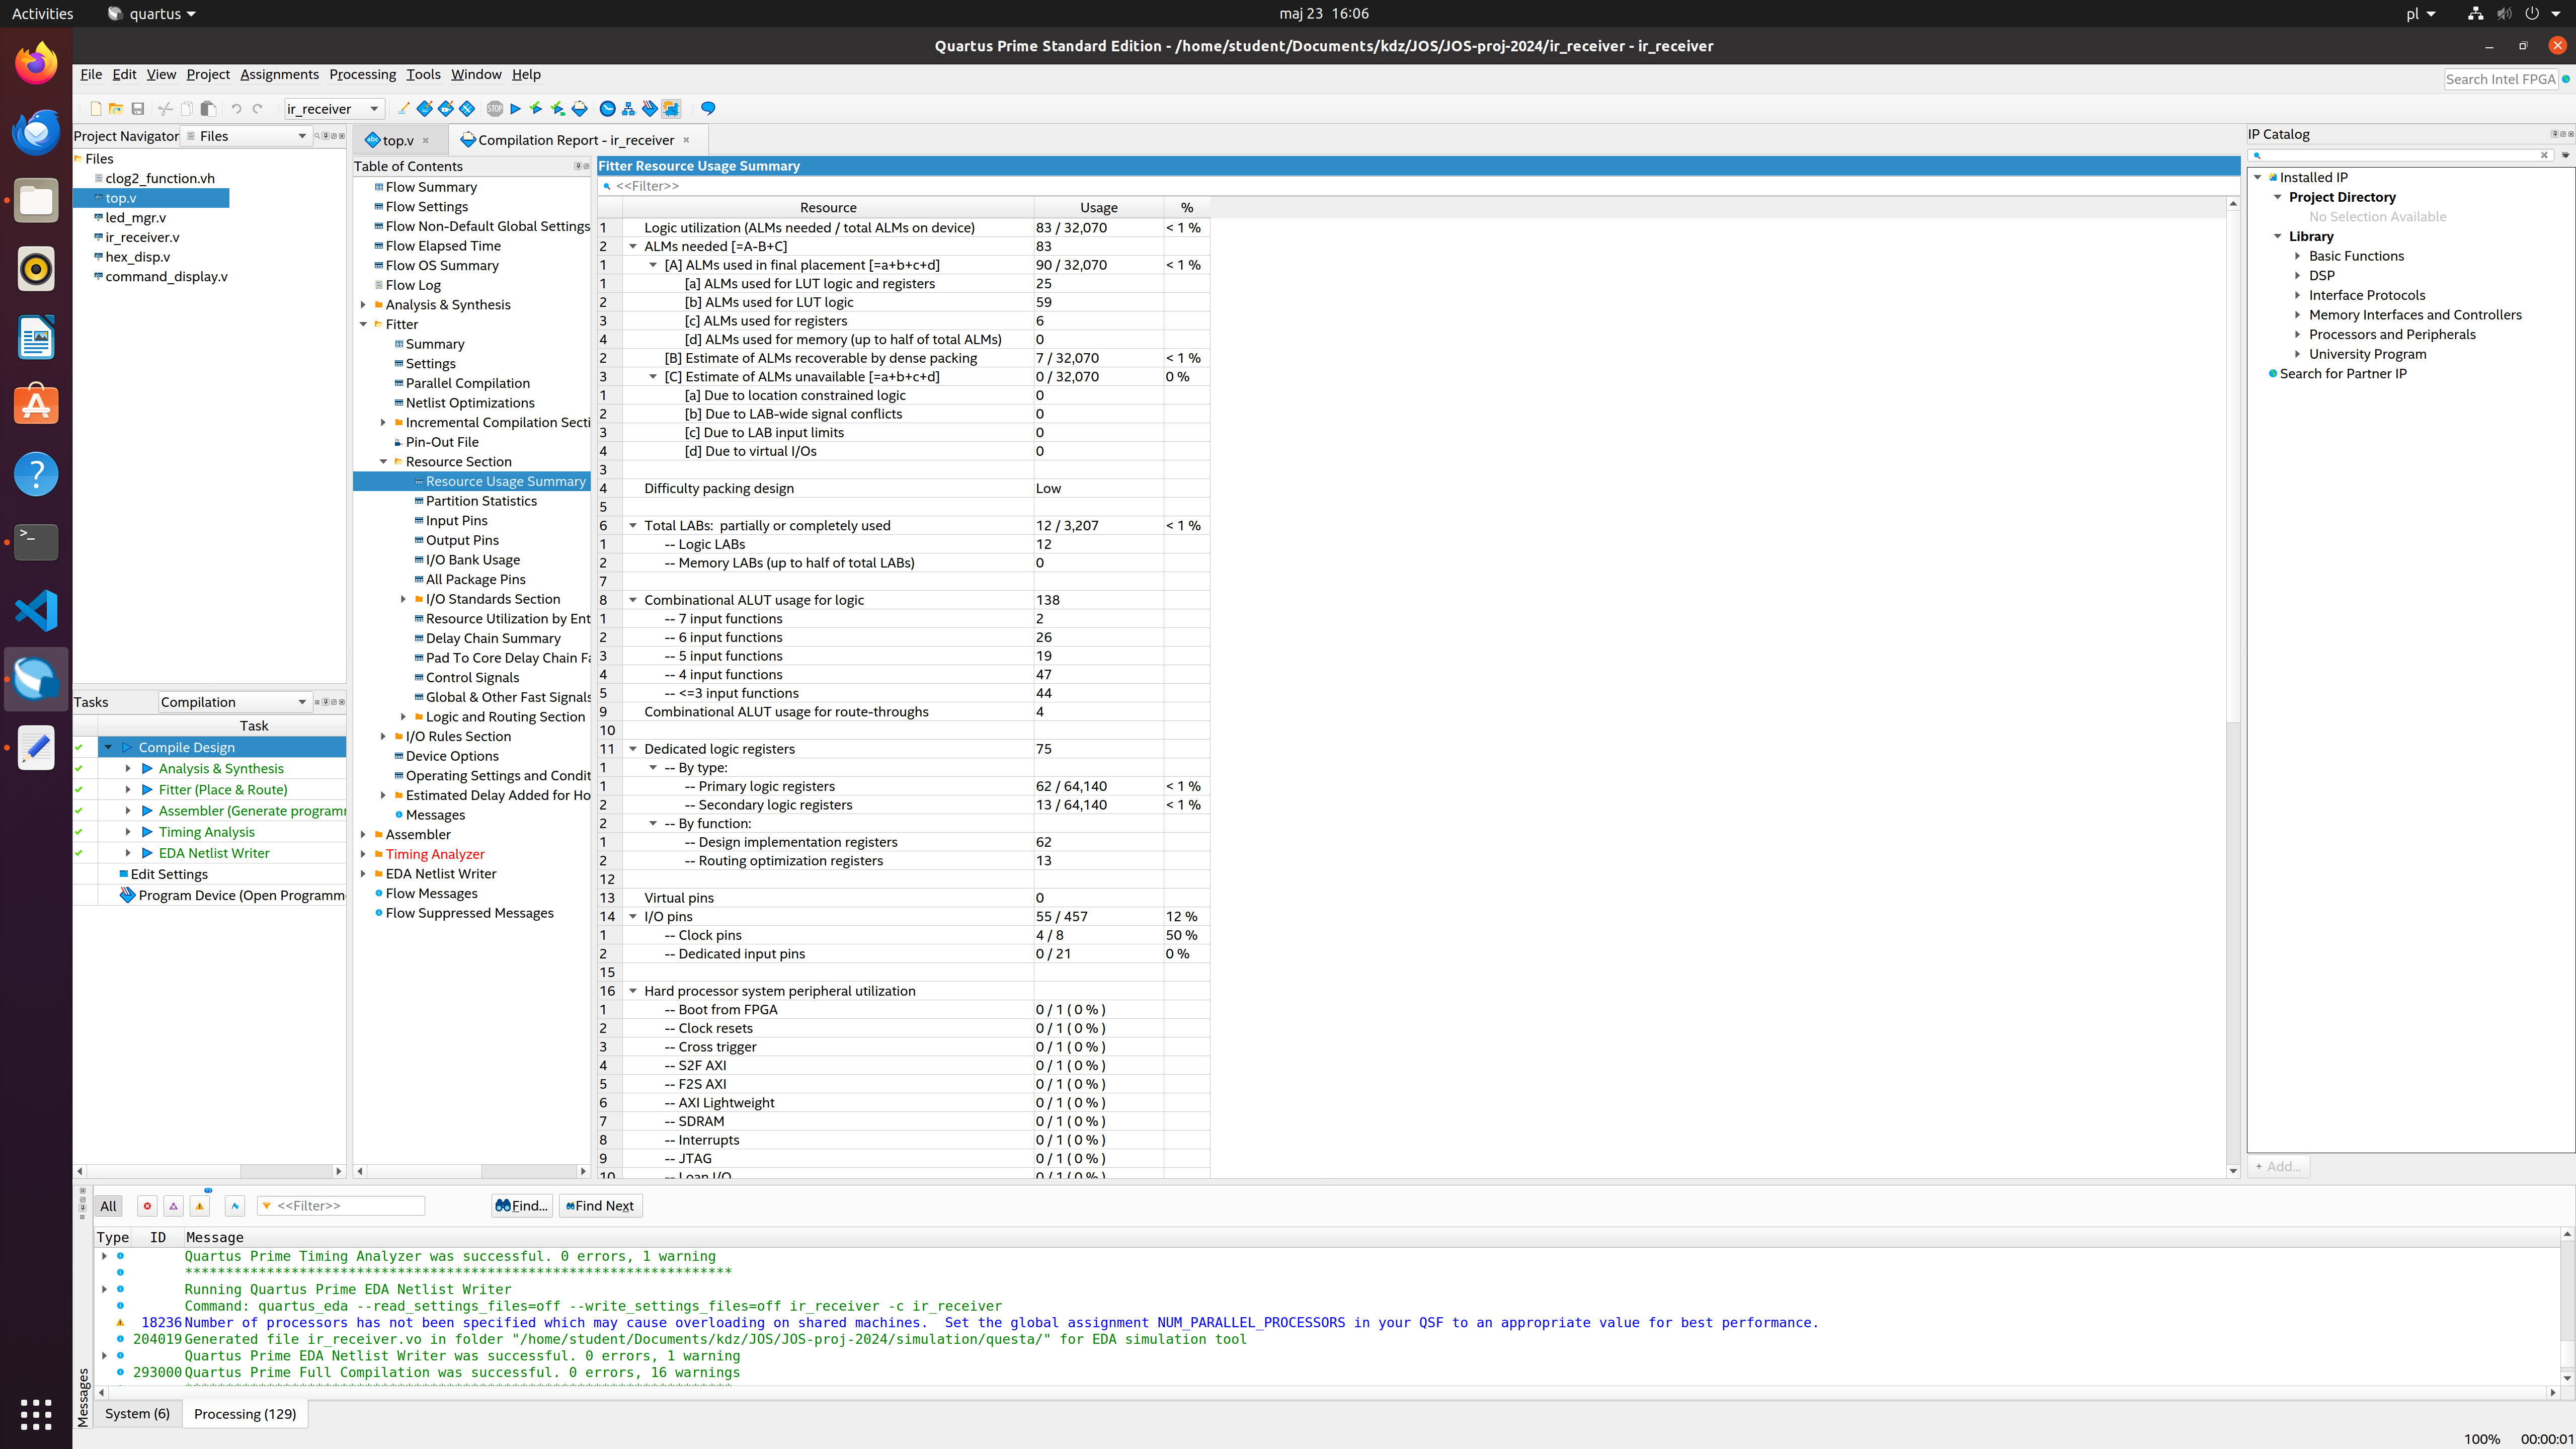 Activities
quartus
maj 23 16:06
pl
Quartus Prime Standard Edition - /home/student/Documents/kdz/JOS/JOS-proj-2024/ir_receiver - ir_receiver
File Edit View Project Assignments Processing Tools Window Help
Search Intel FPGA
ir_receiver
STOP
Project Navigator
Files
Files
clog2_function.vh
top.v
led_mgr.v
ir_receiver.v
hex_disp.v
command_display.v
Tasks
Compilation
Task
Compile Design
Analysis & Synthesis
Fitter (Place & Route)
Assembler (Generate programm
Timing Analysis
EDA Netlist Writer
Edit Settings
Program Device (Open Programme
top.v
Compilation Report - ir_receiver
Table of Contents
Flow Summary
Flow Settings
Flow Non-Default Global Settings
Flow Elapsed Time
Flow OS Summary
Flow Log
Analysis & Synthesis
Fitter
Summary
Settings
Parallel Compilation
Netlist Optimizations
Incremental Compilation Secti
Pin-Out File
Resource Section
Resource Usage Summary
Partition Statistics
Input Pins
Output Pins
I/O Bank Usage
All Package Pins
I/O Standards Section
Resource Utilization by Ent
Delay Chain Summary
Pad To Core Delay Chain Fa
Control Signals
Global & Other Fast Signals
Logic and Routing Section
I/O Rules Section
Device Options
Operating Settings and Condit
Estimated Delay Added for Ho
Messages
Assembler
Timing Analyzer
EDA Netlist Writer
Flow Messages
Flow Suppressed Messages
Fitter Resource Usage Summary
<<Filter>>
Resource Usage %
1 Logic utilization (ALMs needed / total ALMs on device) 83 / 32,070 < 1 %
2 ALMs needed [=A-B+C] 83
1 [A] ALMs used in final placement [=a+b+c+d] 90 / 32,070 < 1 %
1 [a] ALMs used for LUT logic and registers 25
2 [b] ALMs used for LUT logic 59
3 [c] ALMs used for registers 6
4 [d] ALMs used for memory (up to half of total ALMs) 0
2 [B] Estimate of ALMs recoverable by dense packing 7 / 32,070 < 1 %
3 [C] Estimate of ALMs unavailable [=a+b+c+d] 0 / 32,070 0 %
1 [a] Due to location constrained logic 0
2 [b] Due to LAB-wide signal conflicts 0
3 [c] Due to LAB input limits 0
4 [d] Due to virtual I/Os 0
3
4 Difficulty packing design Low
5
6 Total LABs: partially or completely used 12 / 3,207 < 1 %
1 -- Logic LABs 12
2 -- Memory LABs (up to half of total LABs) 0
7
8 Combinational ALUT usage for logic 138
1 -- 7 input functions 2
2 -- 6 input functions 26
3 -- 5 input functions 19
4 -- 4 input functions 47
5 -- <=3 input functions 44
9 Combinational ALUT usage for route-throughs 4
10
11 Dedicated logic registers 75
1 -- By type:
1 -- Primary logic registers 62 / 64,140 < 1 %
2 -- Secondary logic registers 13 / 64,140 < 1 %
2 -- By function:
1 -- Design implementation registers 62
2 -- Routing optimization registers 13
12
13 Virtual pins 0
14 I/O pins 55 / 457 12 %
1 -- Clock pins 4 / 8 50 %
2 -- Dedicated input pins 0 / 21 0 %
15
16 Hard processor system peripheral utilization
1 -- Boot from FPGA 0 / 1 ( 0 % )
2 -- Clock resets 0 / 1 ( 0 % )
3 -- Cross trigger 0 / 1 ( 0 % )
4 -- S2F AXI 0 / 1 ( 0 % )
5 -- F2S AXI 0 / 1 ( 0 % )
6 -- AXI Lightweight 0 / 1 ( 0 % )
7 -- SDRAM 0 / 1 ( 0 % )
8 -- Interrupts 0 / 1 ( 0 % )
9 -- JTAG 0 / 1 ( 0 % )
10 -- Loan I/O 0 / 1 ( 0 % )
IP Catalog
Installed IP
Project Directory
No Selection Available
Library
Basic Functions
DSP
Interface Protocols
Memory Interfaces and Controllers
Processors and Peripherals
University Program
Search for Partner IP
+ Add...
All
<<Filter>>
Find...
Find Next
Type ID Message
Quartus Prime Timing Analyzer was successful. 0 errors, 1 warning
*******************************************************************
Running Quartus Prime EDA Netlist Writer
Command: quartus_eda --read_settings_files=off --write_settings_files=off ir_receiver -c ir_receiver
18236 Number of processors has not been specified which may cause overloading on shared machines.  Set the global assignment NUM_PARALLEL_PROCESSORS in your QSF to an appropriate value for best performance.
204019 Generated file ir_receiver.vo in folder "/home/student/Documents/kdz/JOS/JOS-proj-2024/simulation/questa/" for EDA simulation tool
Quartus Prime EDA Netlist Writer was successful. 0 errors, 1 warning
293000 Quartus Prime Full Compilation was successful. 0 errors, 16 warnings
Messages
System (6)
Processing (129)
100% 00:00:01